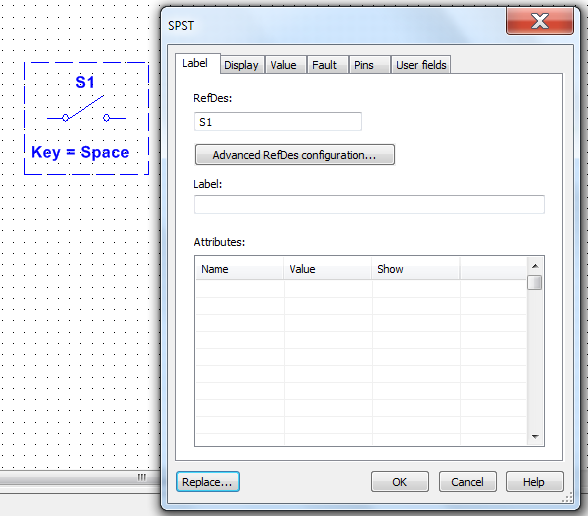 SPST
S1
Key = Space
Label Display Value Fault Pins User fields
RefDes:
S1
Advanced RefDes configuration...
Label:
Attributes:
Name Value Show
Replace... OK Cancel Help